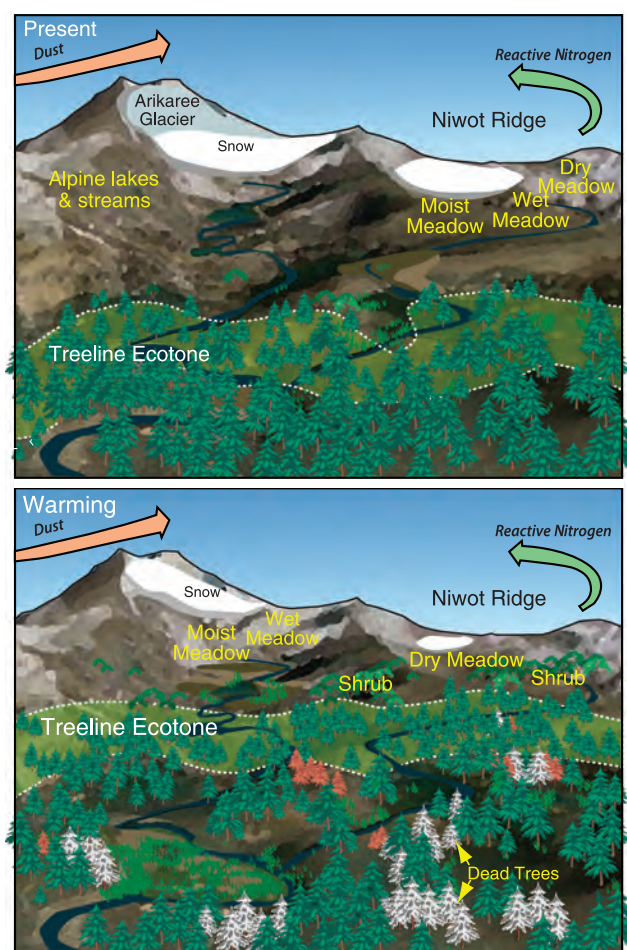 Present
Dust
Reactive Nitrogen
Arikaree
Glacier
Niwot Ridge
Snow
Alpine lakes
& streams
Dry
Meadow
Moist
Meadow
Wet
Meadow
Treeline Ecotone
Warming
Dust
Reactive Nitrogen
Snow
Niwot Ridge
Wet
Meadow
Moist
Meadow
Dry Meadow
Shrub
Shrub
Treeline Ecotone
Dead Trees